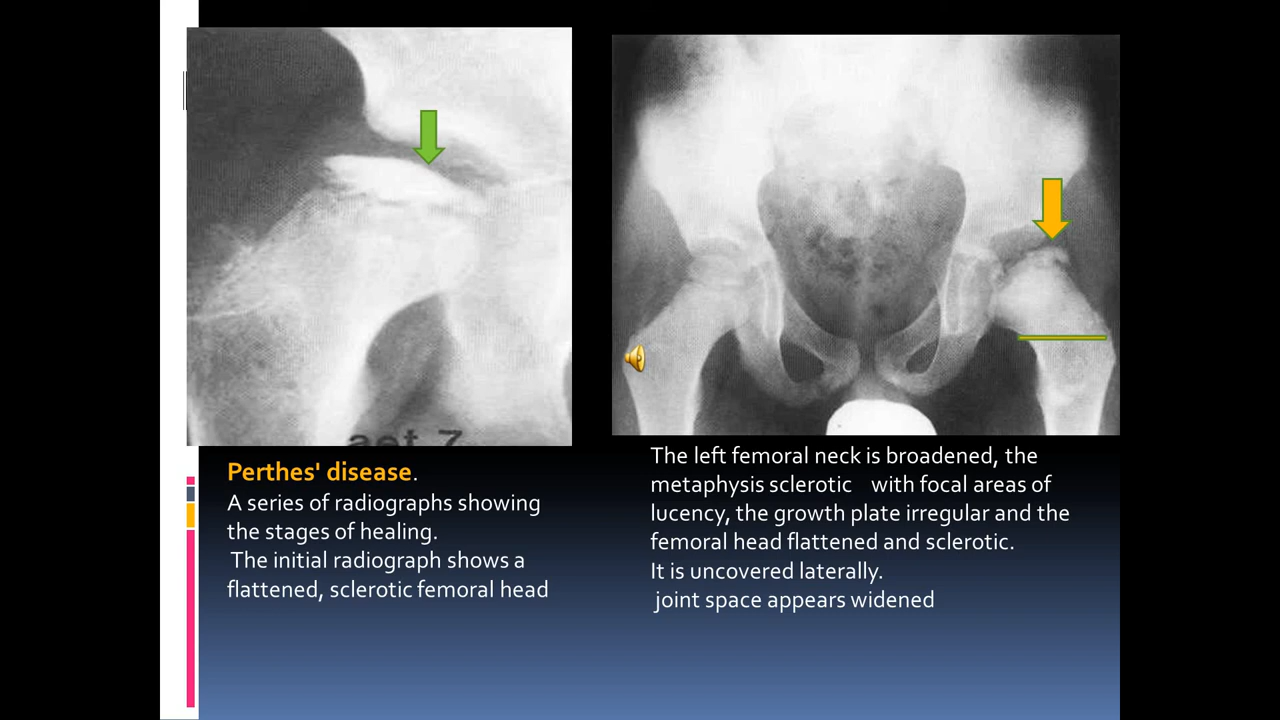 aet 7
Perthes' disease.
A series of radiographs showing
the stages of healing.
The initial radiograph shows a
flattened, sclerotic femoral head
The left femoral neck is broadened, the
metaphysis sclerotic with focal areas of
lucency, the growth plate irregular and the
femoral head flattened and sclerotic.
It is uncovered laterally.
joint space appears widened